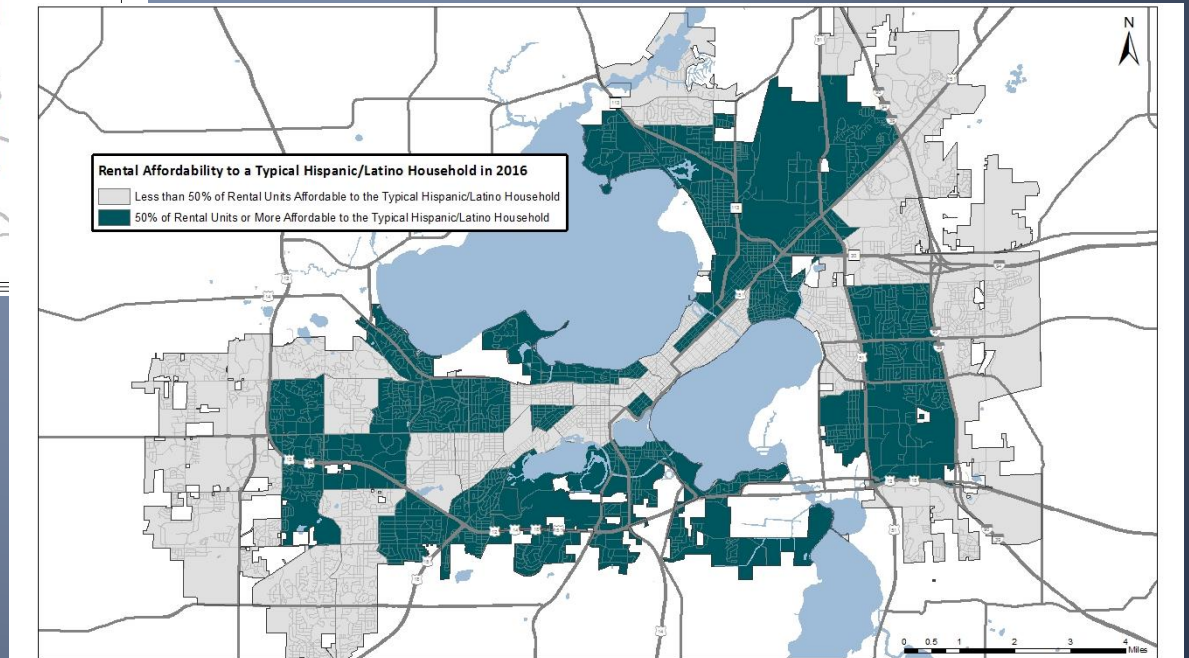 N
Rental Affordability to a Typical Hispanic/Latino Household in 2016
Less than 50% of Rental Units Affordable to the Typical Hispanic/Latino Household
50% of Rental Units or More Affordable to the Typical Hispanic/Latino Household
0 0.5 1 2 3 4
Miles